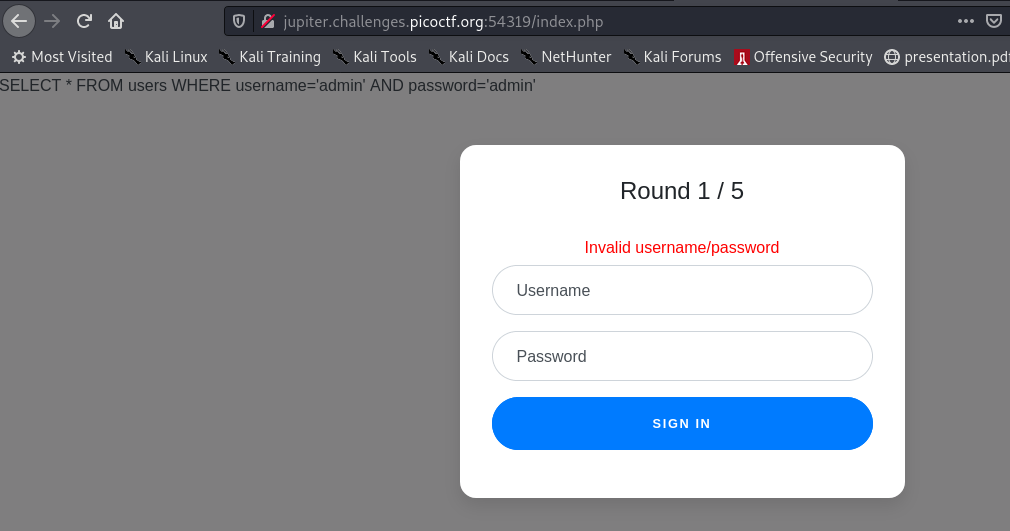 jupiter.challenges.picoctf.org:54319/index.php
Most Visited Kali Linux Kali Training Kali Tools Kali Docs NetHunter Kali Forums Offensive Security presentation.pdf
SELECT * FROM users WHERE username='admin' AND password='admin'
Round 1 / 5
Invalid username/password
Username
Password
SIGN IN